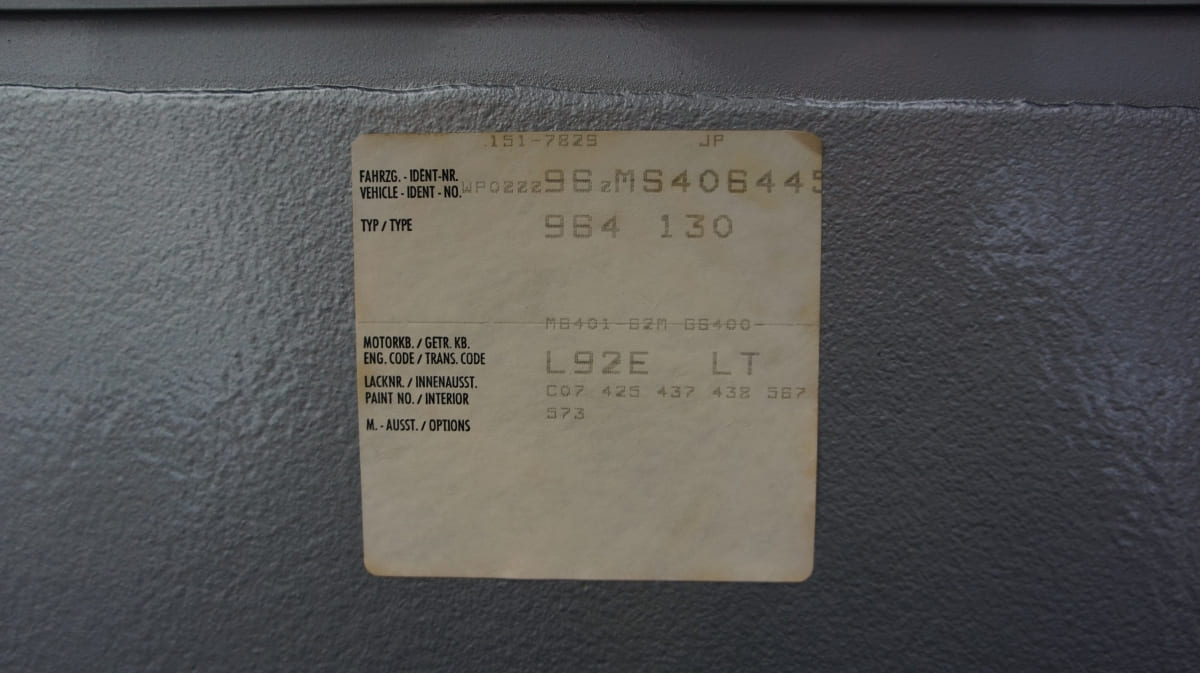 .151-7829 JP
FAHRZG. - IDENT-NR.
VEHICLE - IDENT - NO. WP0ZZZ96ZMS406445
TYP / TYPE 964 130
M6401-62M G6400-
MOTORKB. / GETR. KB.
ENG. CODE / TRANS. CODE L92E LT
LACKNR. / INNENAUSST.
PAINT NO. / INTERIOR C07 425 437 438 567
573
M. - AUSST. / OPTIONS